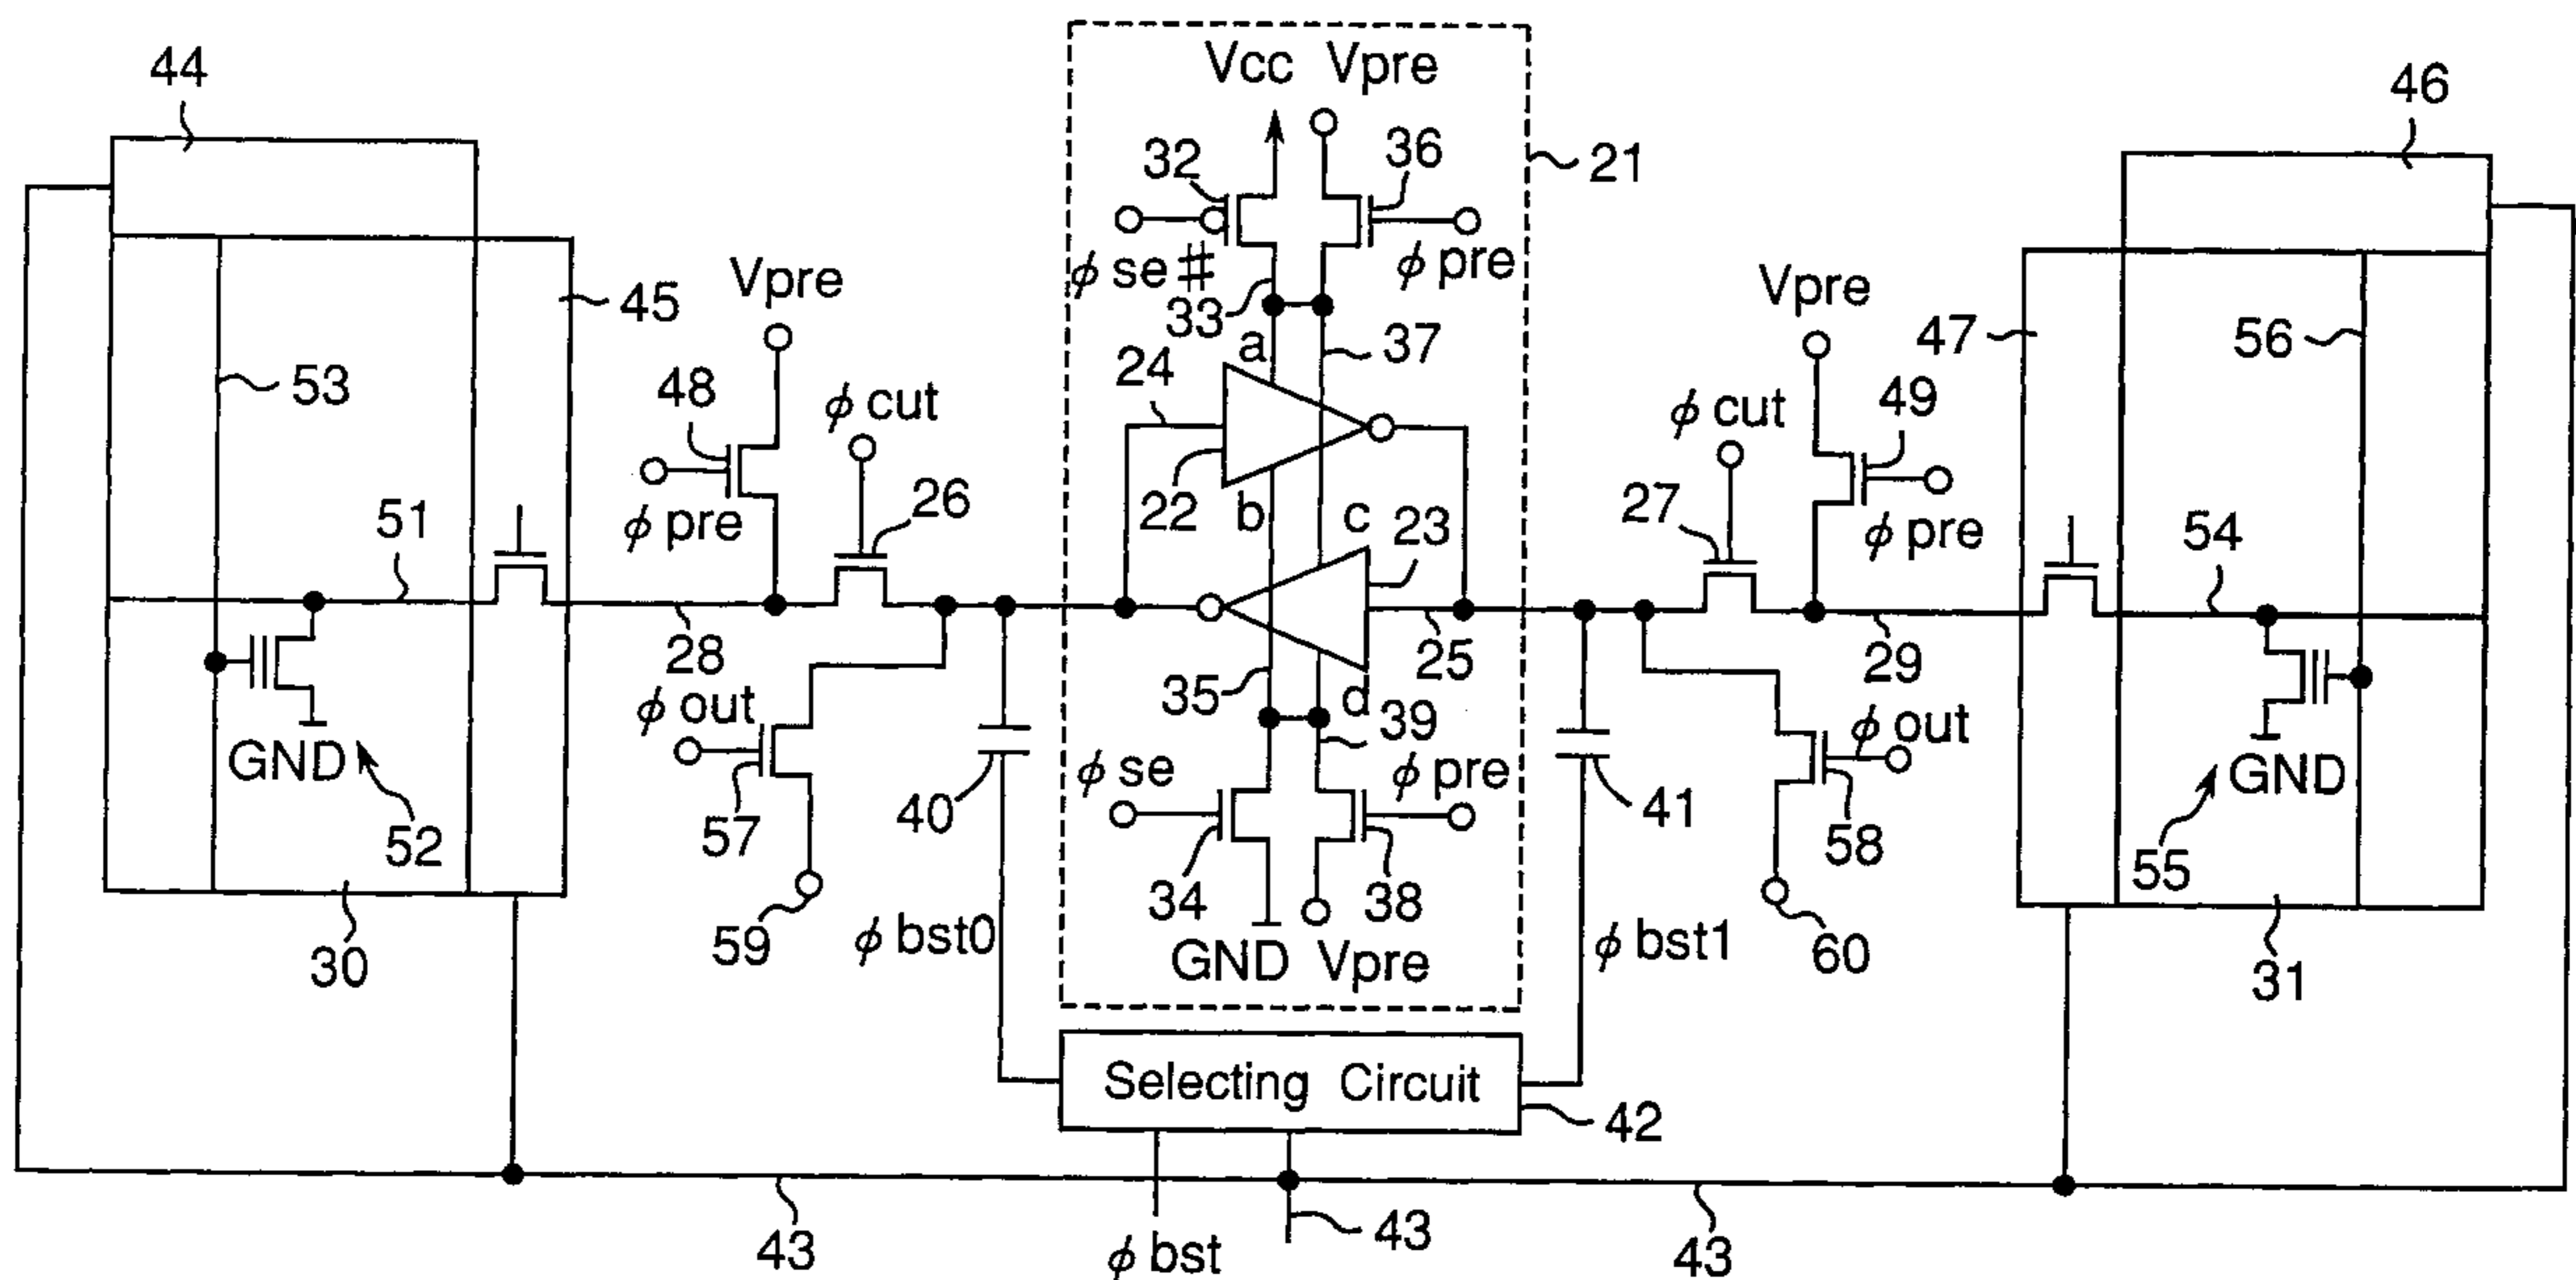 44
Vcc Vpre
46
32
36
21
φ se #
φ pre
33
45
Vpre
Vpre
a
37
47
56
53
24
48
φ cut
φ cut
49
22
b
c
23
26
27
51
φ pre
φ pre
54
28
35
25
29
d
39
φ out
φ out
GND
φ se
φ pre
GND
52
57
40
41
58
55
34
38
59
φ bst0
GND Vpre
φ bst1
60
30
31
Selecting Circuit
42
43
φ bst
43
43